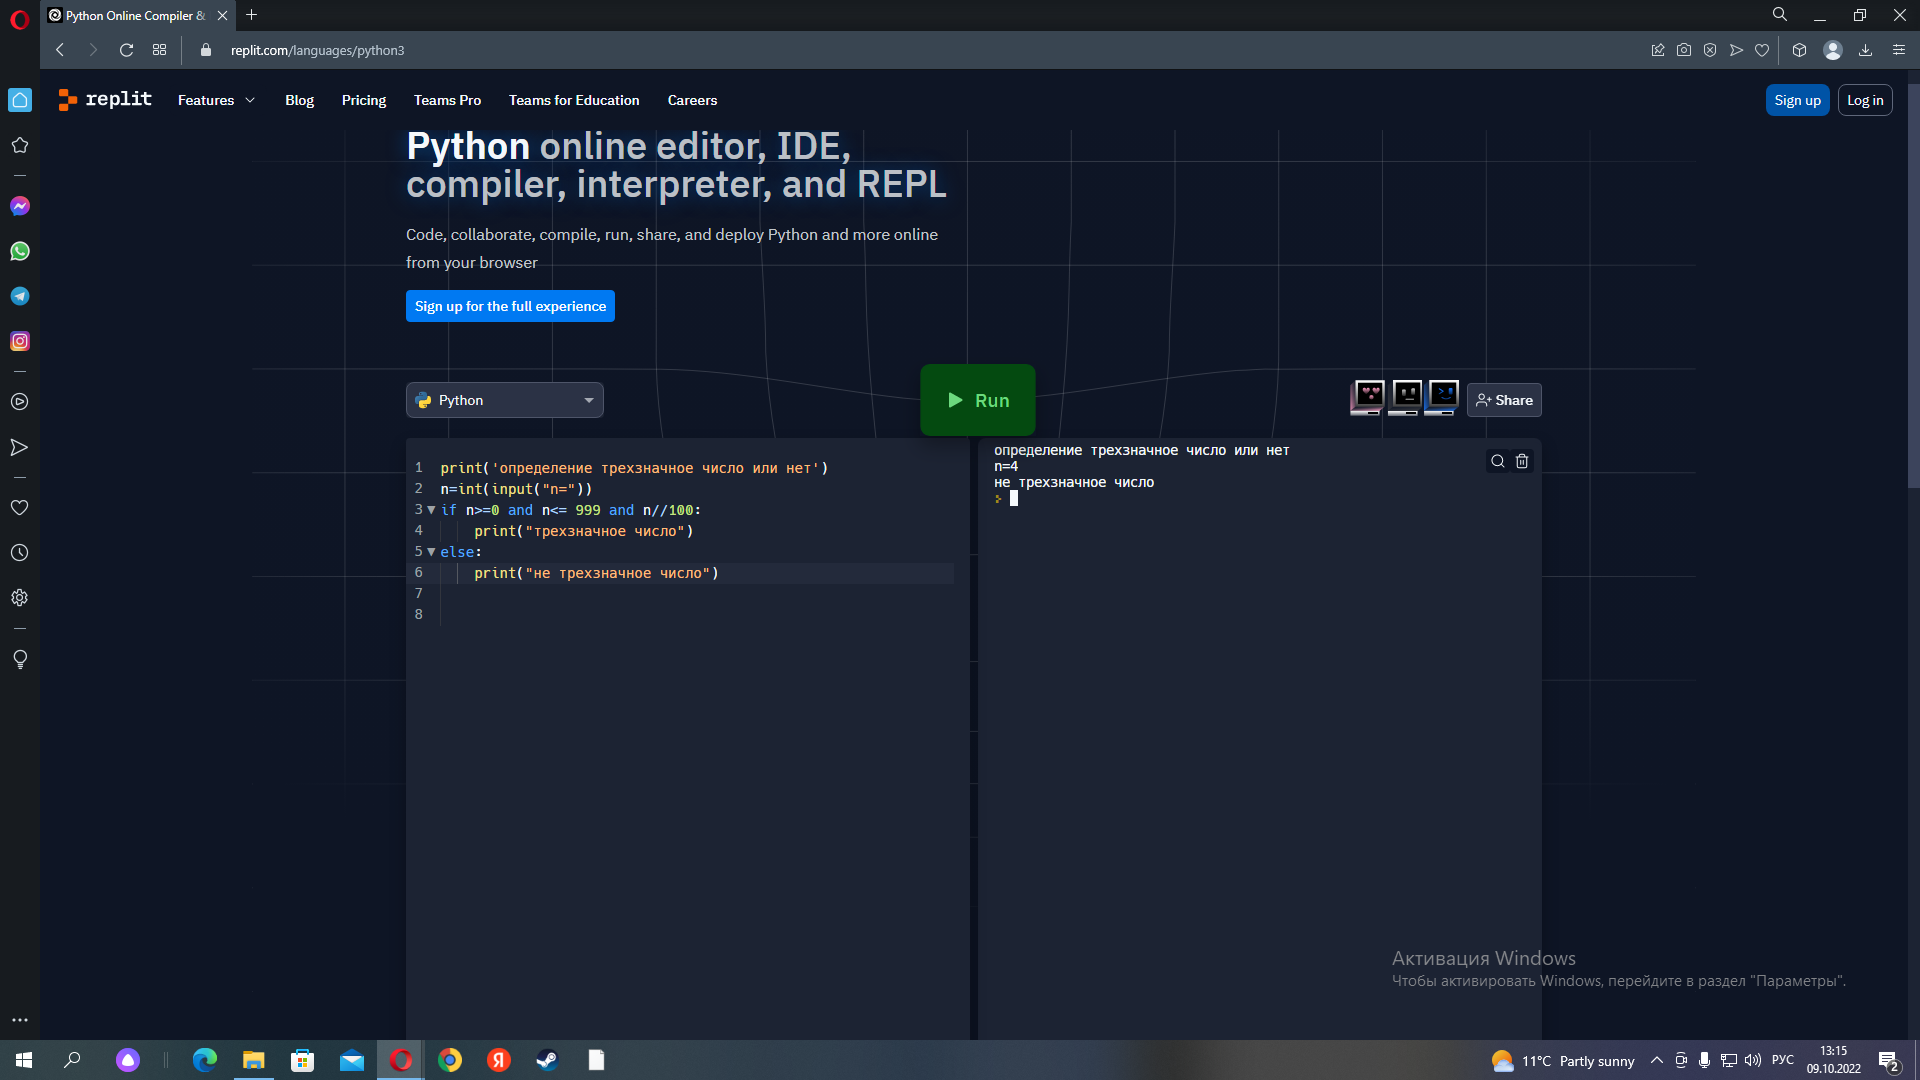 Python Online Compiler &
replit.com/languages/python3
replit
Features
Blog
Pricing
Teams Pro
Teams for Education
Careers
Sign up
Log in
Python online editor, IDE,
compiler, interpreter, and REPL
Code, collaborate, compile, run, share, and deploy Python and more online
from your browser
Sign up for the full experience
Python
Run
Share
1 print('определение трехзначное число или нет')
2 n=int(input("n="))
3 if n>=0 and n<= 999 and n//100:
4 print("трехзначное число")
5 else:
6 print("не трехзначное число")
7
8
определение трехзначное число или нет
n=4
не трехзначное число
Активация Windows
Чтобы активировать Windows, перейдите в раздел "Параметры".
11°C Partly sunny
РУС
13:15
09.10.2022
2